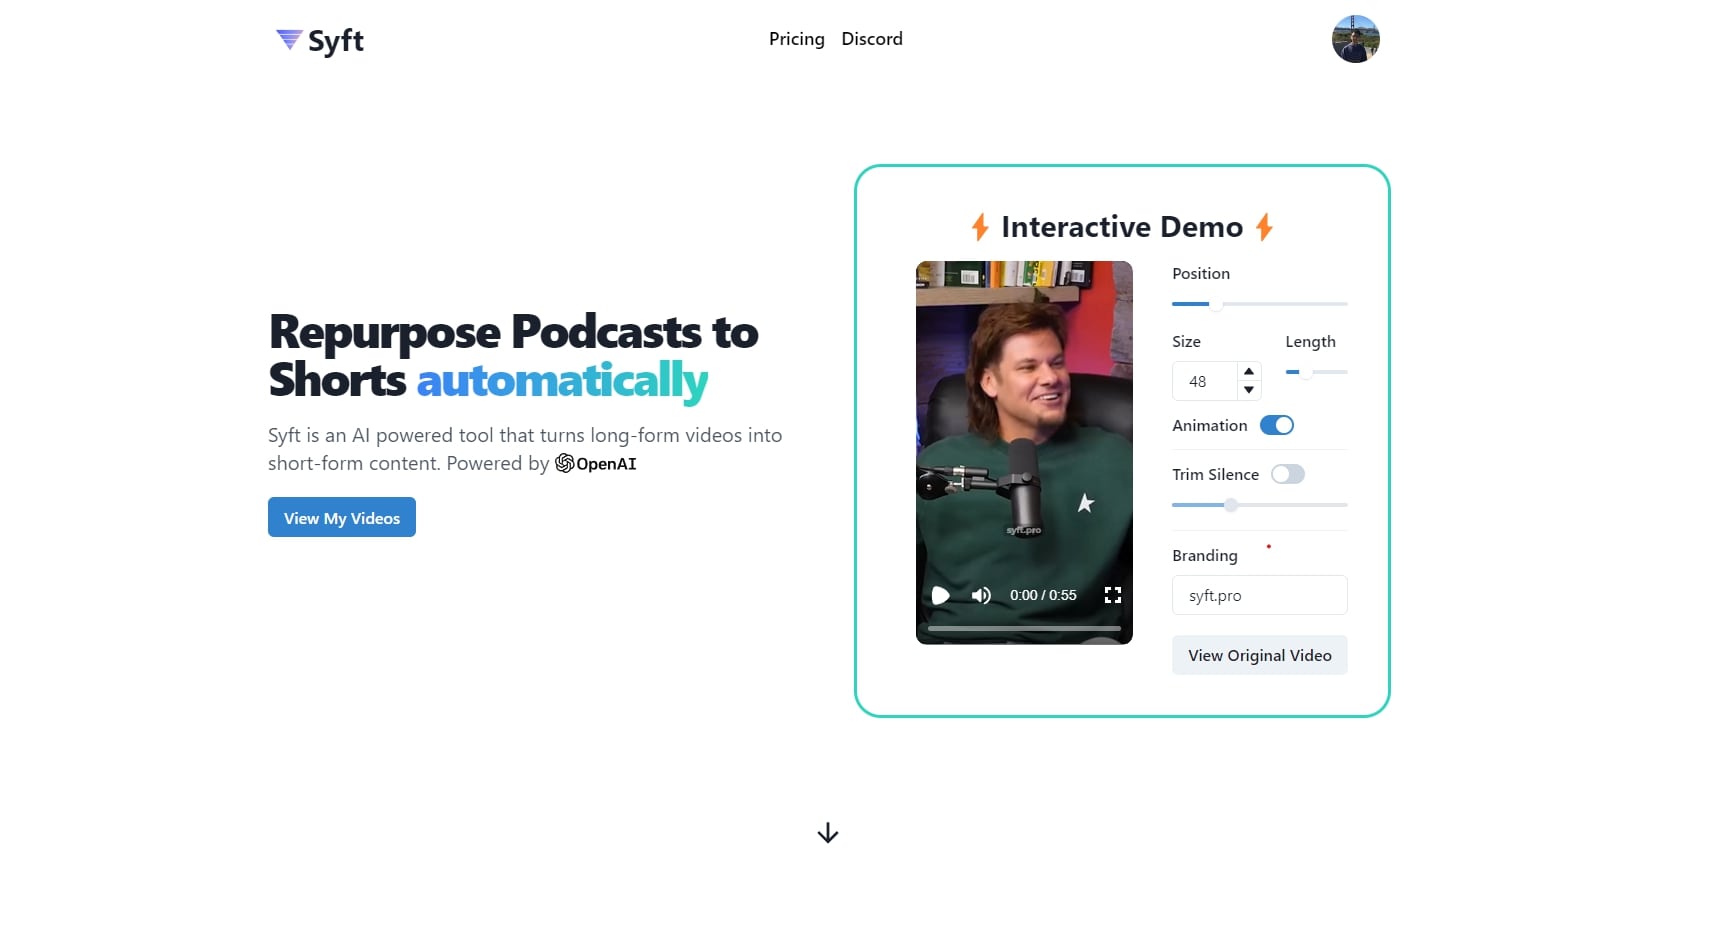 Syft
Pricing Discord
Repurpose Podcasts to
Shorts automatically
Syft is an AI powered tool that turns long-form videos into
short-form content. Powered by OpenAI
View My Videos
Interactive Demo
syft.pro
0:00 / 0:55
Position
Size Length
48
Animation
Trim Silence
Branding
syft.pro
View Original Video